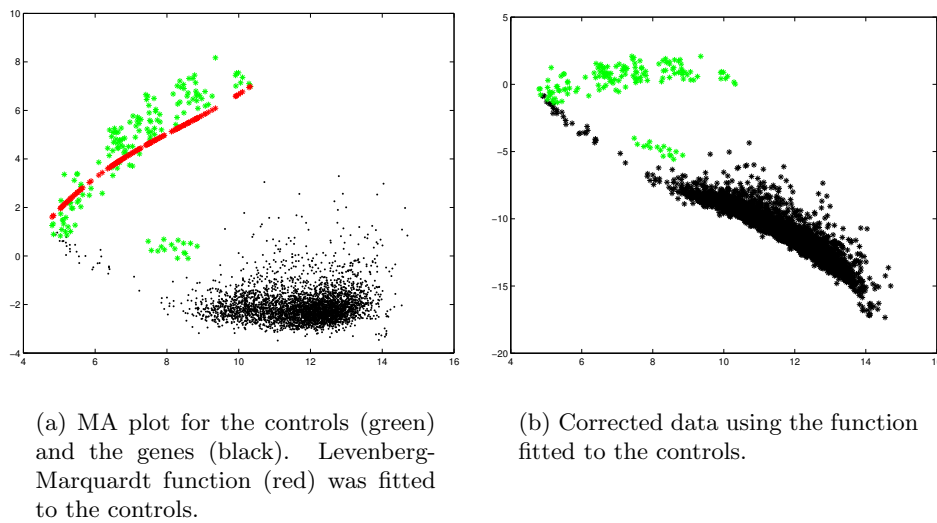 10
8
6
4
2
0
−2
−4
4 6 8 10 12 14 16
5
0
−5
−10
−15
−20
4 6 8 10 12 14 16
(a) MA plot for the controls (green)
and the genes (black). Levenberg-
Marquardt function (red) was fitted
to the controls.
(b) Corrected data using the function
fitted to the controls.